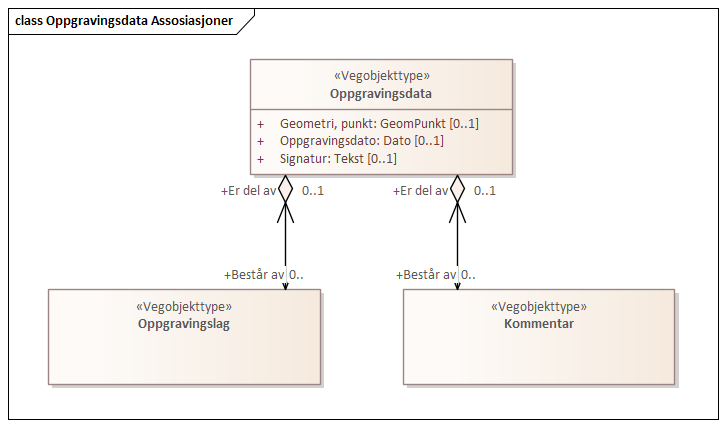 class Oppgravingsdata Assosiasjoner
«Vegobjekttype»
Oppgravingsdata
+ Geometri, punkt: GeomPunkt [0..1]
+ Oppgravingsdato: Dato [0..1]
+ Signatur: Tekst [0..1]
+Er del av 0..1
+Er del av 0..1
+Består av 0..
+Består av 0..
«Vegobjekttype»
Oppgravingslag
«Vegobjekttype»
Kommentar